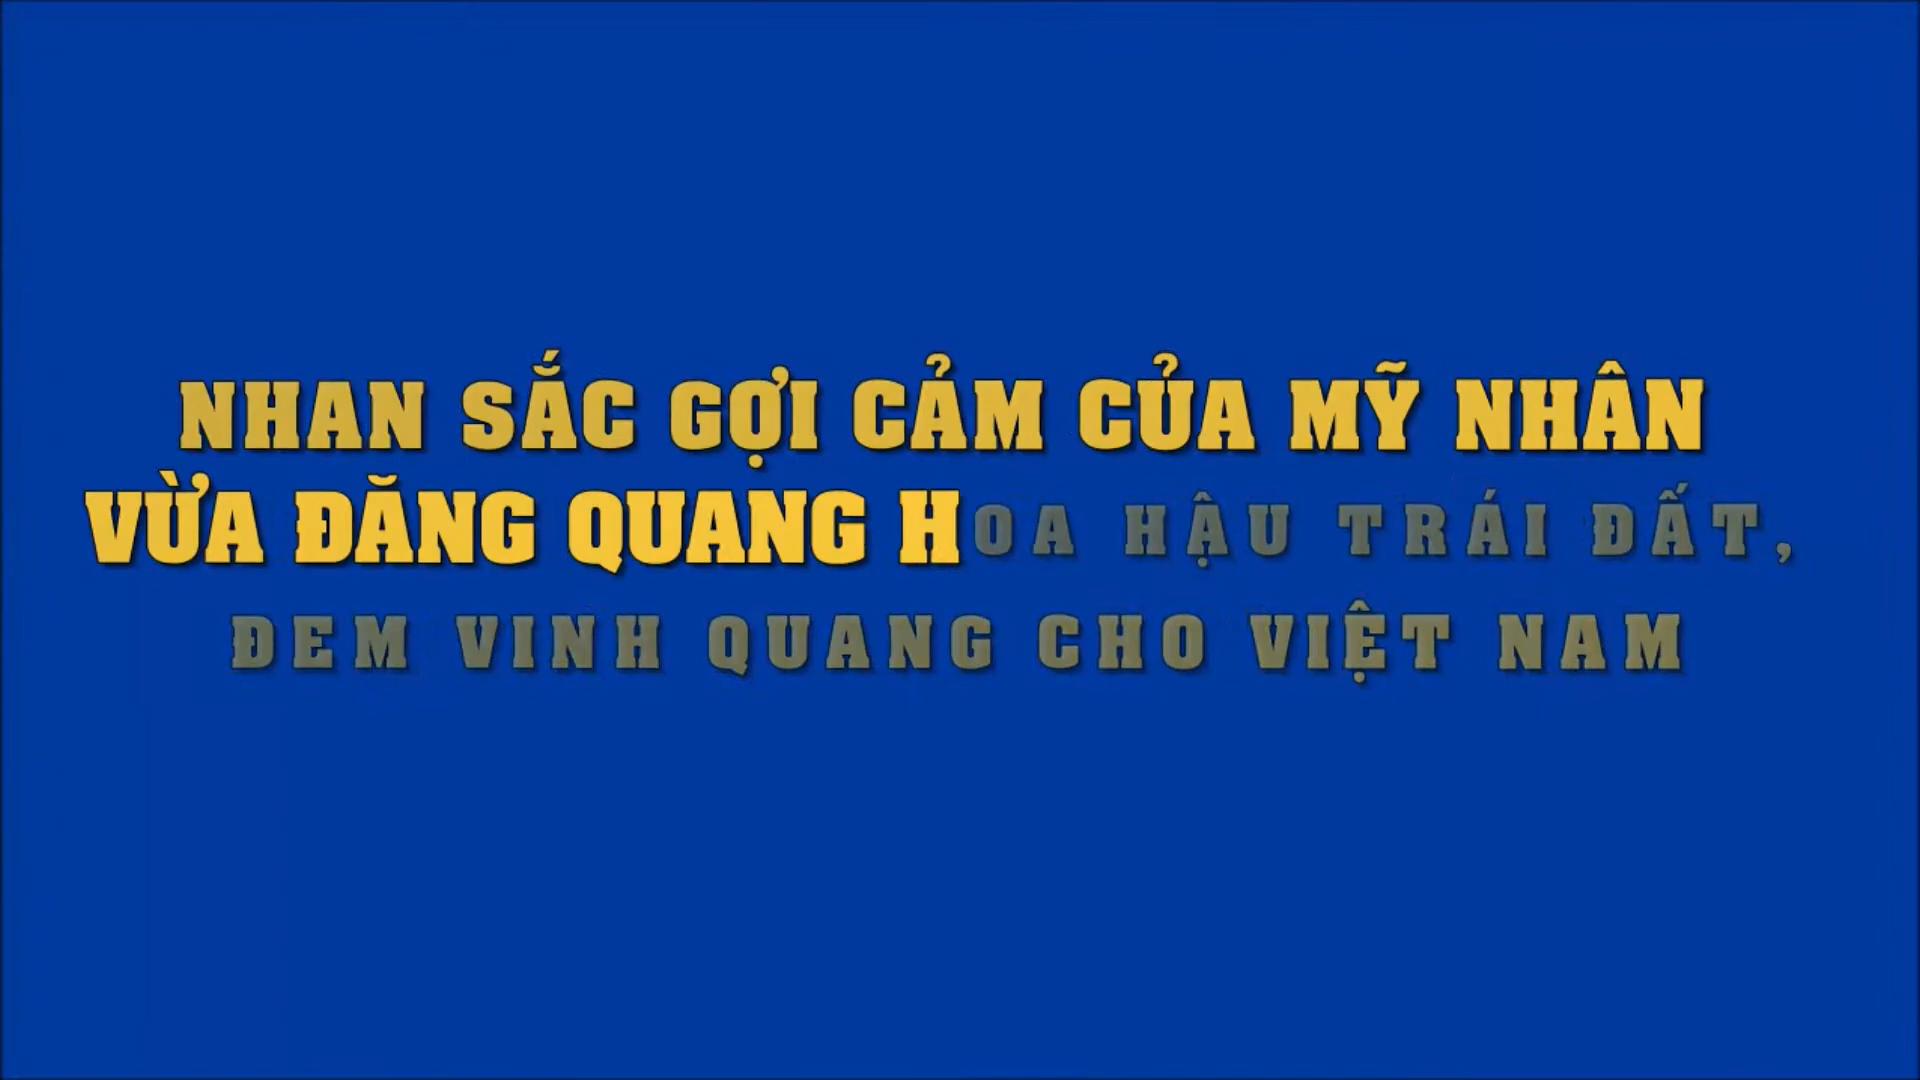 NHAN SẮC GỢI CẢM CỦA MỸ NHÂN
VỪA ĐĂNG QUANG HOA HẬU TRÁI ĐẤT,
ĐEM VINH QUANG CHO VIỆT NAM